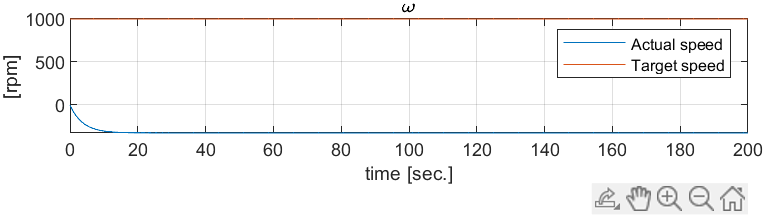 ω
1000
500
0
[rpm]
Actual speed
Target speed
0 20 40 60 80 100 120 140 160 180 200
time [sec.]